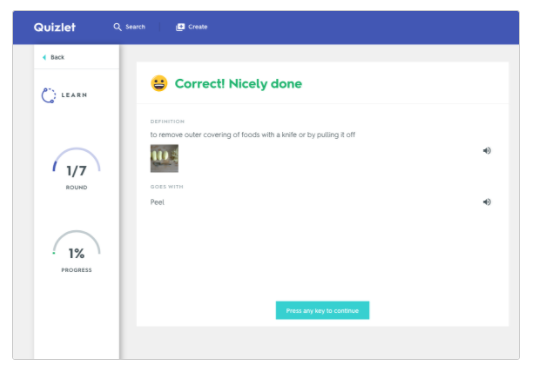 Quizlet
Search
Create
Back
LEARN
1/7
ROUND
1%
PROGRESS
Correct! Nicely done
DEFINITION
to remove outer covering of foods with a knife or by pulling it off
GOES WITH
Peel
Press any key to continue